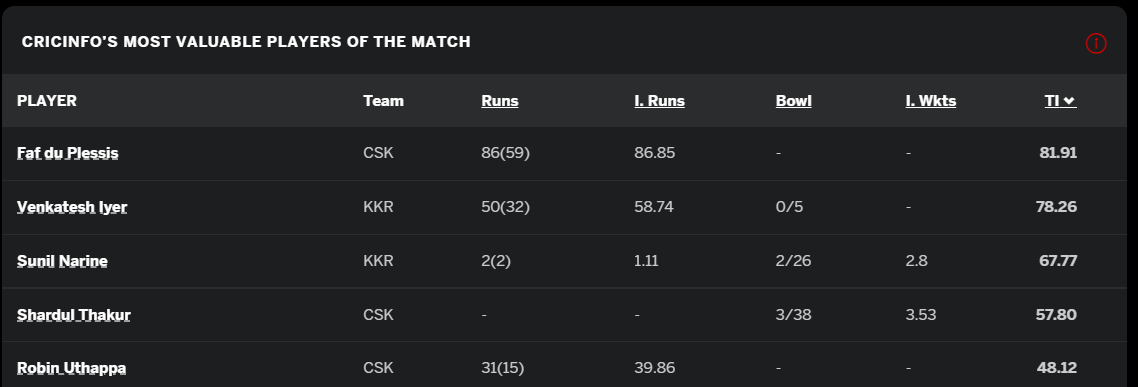 CRICINFO'S MOST VALUABLE PLAYERS OF THE MATCH
PLAYER Team Runs I. Runs Bowl I. Wkts TI
Faf du Plessis CSK 86(59) 86.85 - - 81.91
Venkatesh Iyer KKR 50(32) 58.74 0/5 - 78.26
Sunil Narine KKR 2(2) 1.11 2/26 2.8 67.77
Shardul Thakur CSK - - 3/38 3.53 57.80
Robin Uthappa CSK 31(15) 39.86 - - 48.12